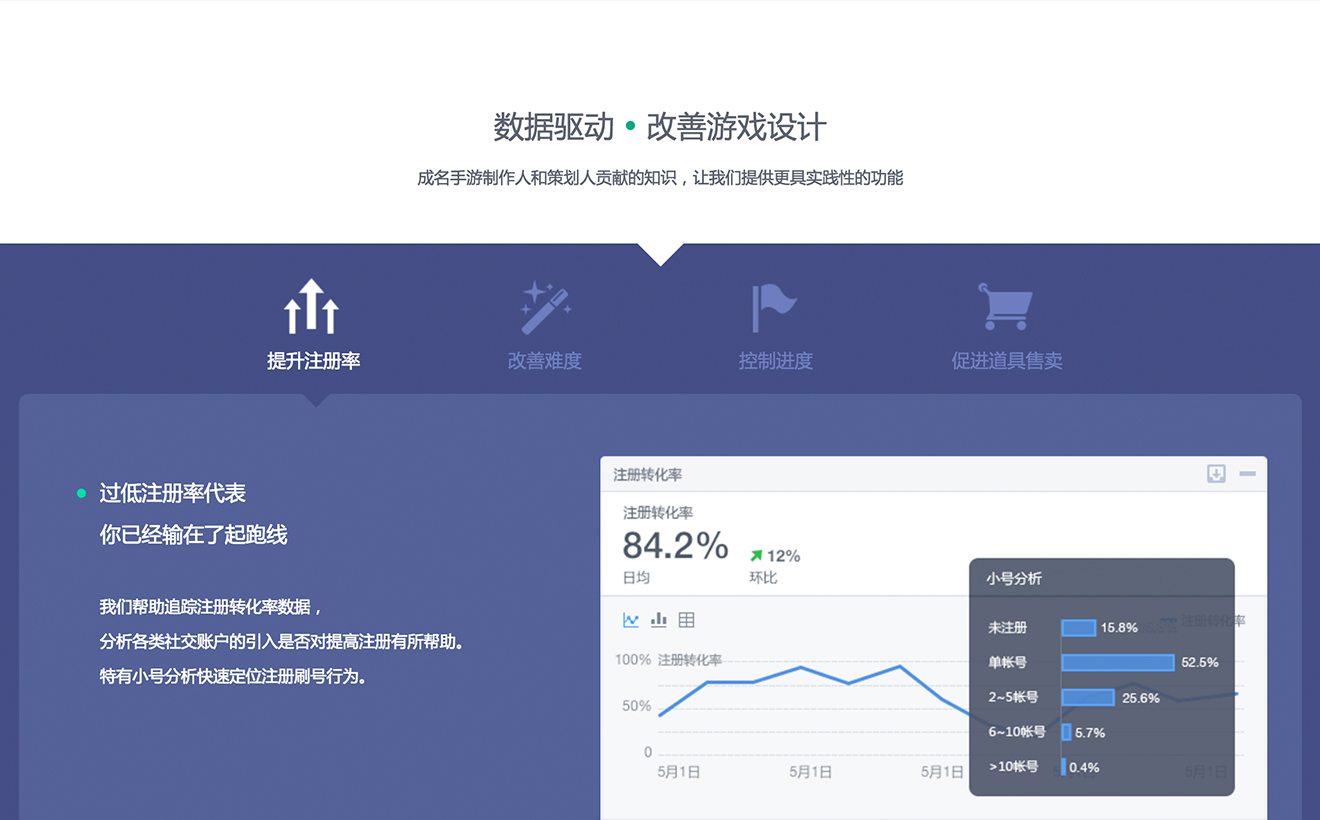 数据驱动•改善游戏设计
成名手游制作人和策划人贡献的知识，让我们提供更具实践性的功能
提升注册率
改善难度
控制进度
促进道具售卖
过低注册率代表
你已经输在了起跑线
我们帮助追踪注册转化率数据，
分析各类社交账户的引入是否对提高注册有所帮助。
特有小号分析快速定位注册刷号行为。
注册转化率
注册转化率
84.2%
12%
日均
环比
注册转化率
100%
注册转化率
50%
0
5月1日
5月1日
5月1日
5月1日
小号分析
未注册 15.8%
单帐号 52.5%
2~5帐号 25.6%
6~10帐号 5.7%
>10帐号 0.4%